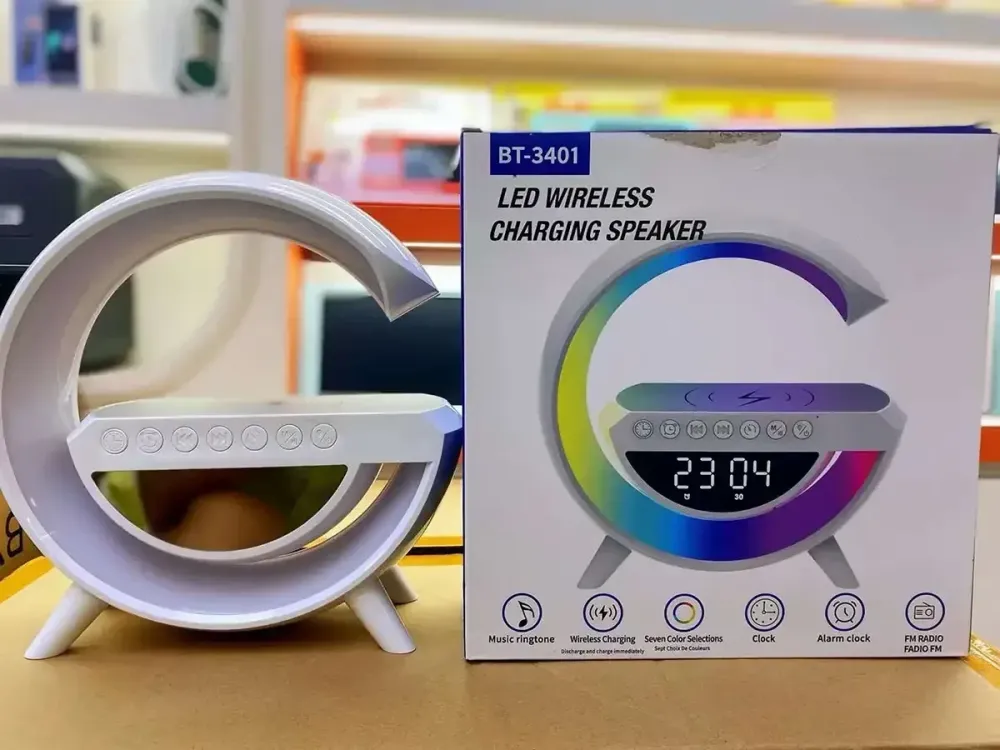 BT-3401
LED WIRELESS
CHARGING SPEAKER
23 04
30
Music ringtone
Wireless Charging
Discharge and charge immediately
Seven Color Selections
Sept Choix De Couleurs
Clock
Alarm clock
FM RADIO
FADIO FM